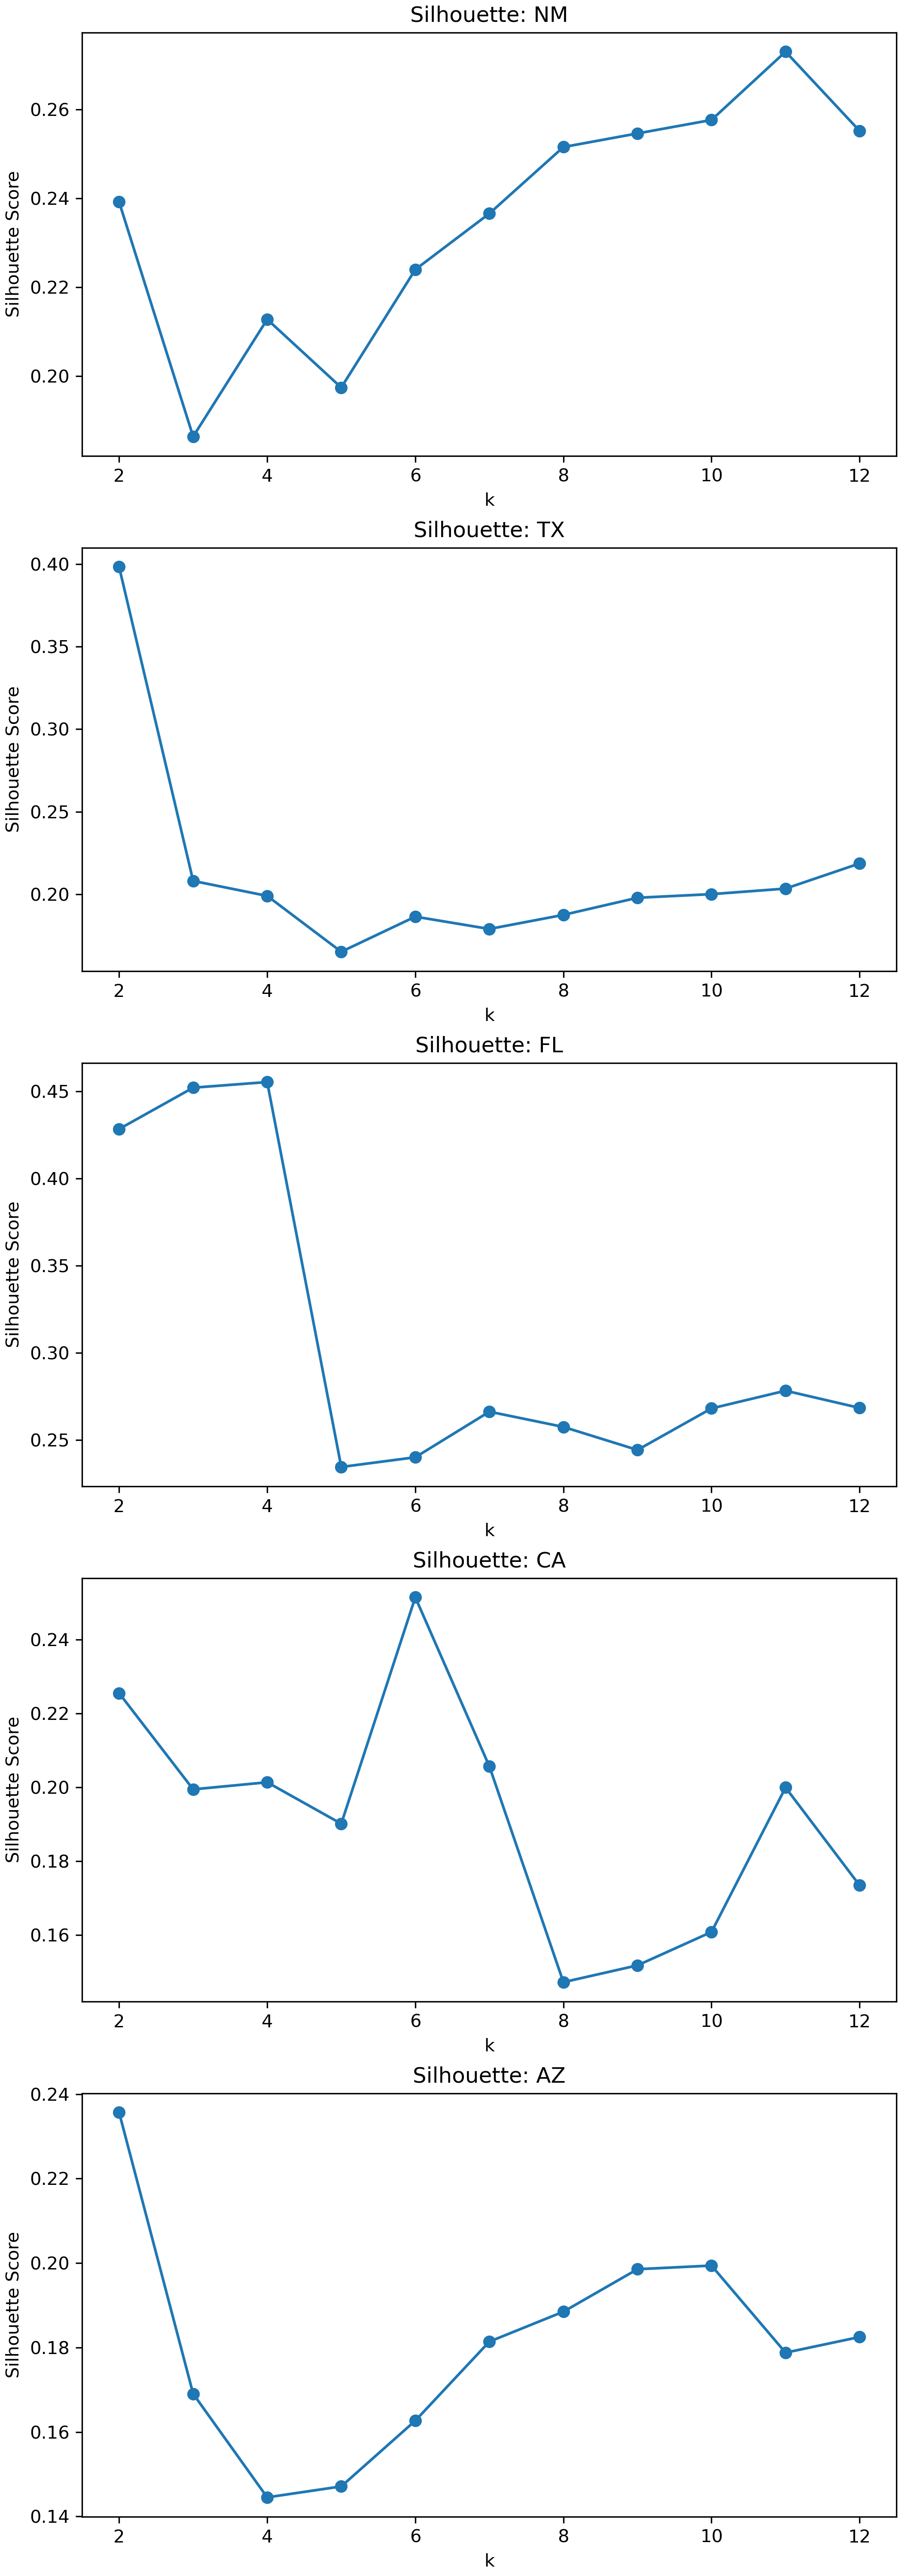 Silhouette: NM
Silhouette Score
0.26
0.24
0.22
0.20
2 4 6 8 10 12
k
Silhouette: TX
Silhouette Score
0.40
0.35
0.30
0.25
0.20
2 4 6 8 10 12
k
Silhouette: FL
Silhouette Score
0.45
0.40
0.35
0.30
0.25
2 4 6 8 10 12
k
Silhouette: CA
Silhouette Score
0.24
0.22
0.20
0.18
0.16
2 4 6 8 10 12
k
Silhouette: AZ
Silhouette Score
0.24
0.22
0.20
0.18
0.16
0.14
2 4 6 8 10 12
k